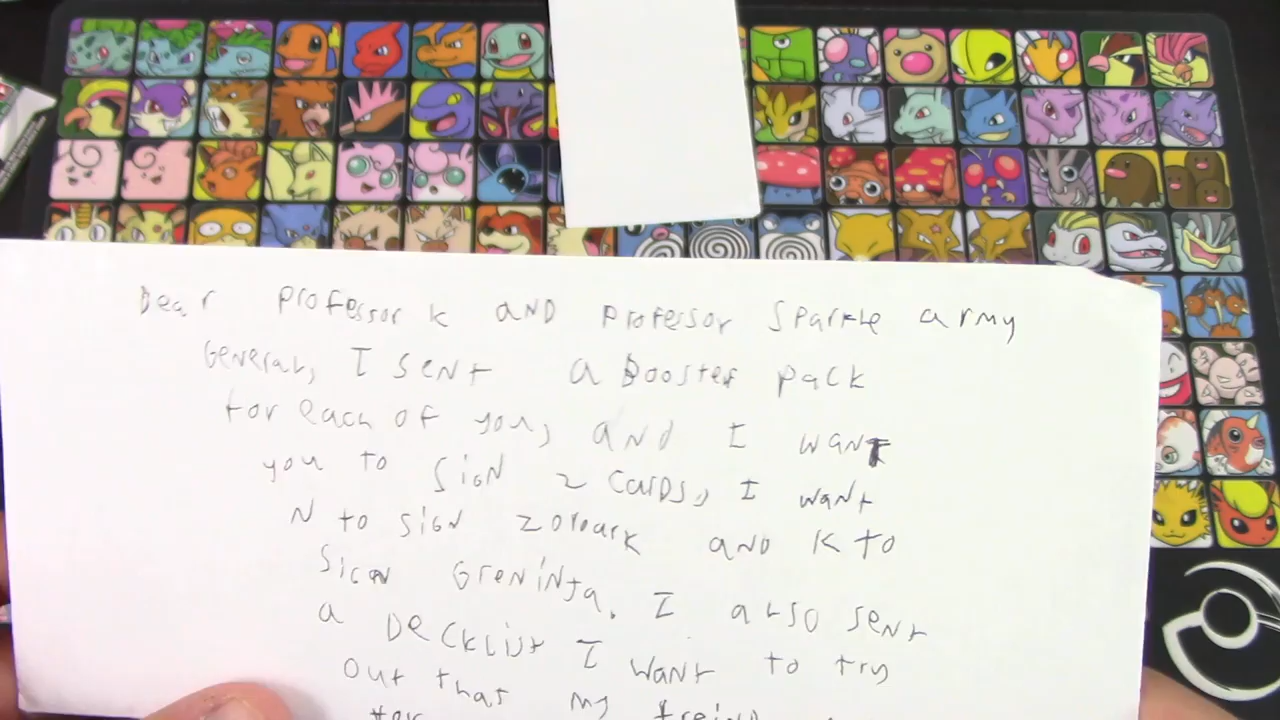 Dear Professor K AND Professor Sparkle army
General, I sent a Booster pack
for each of you, and I want
you to sign 2 cards, I want
N to sign zoroark and K to
sign Greninja. I also sent
a Decklist I want to try
out that my freind